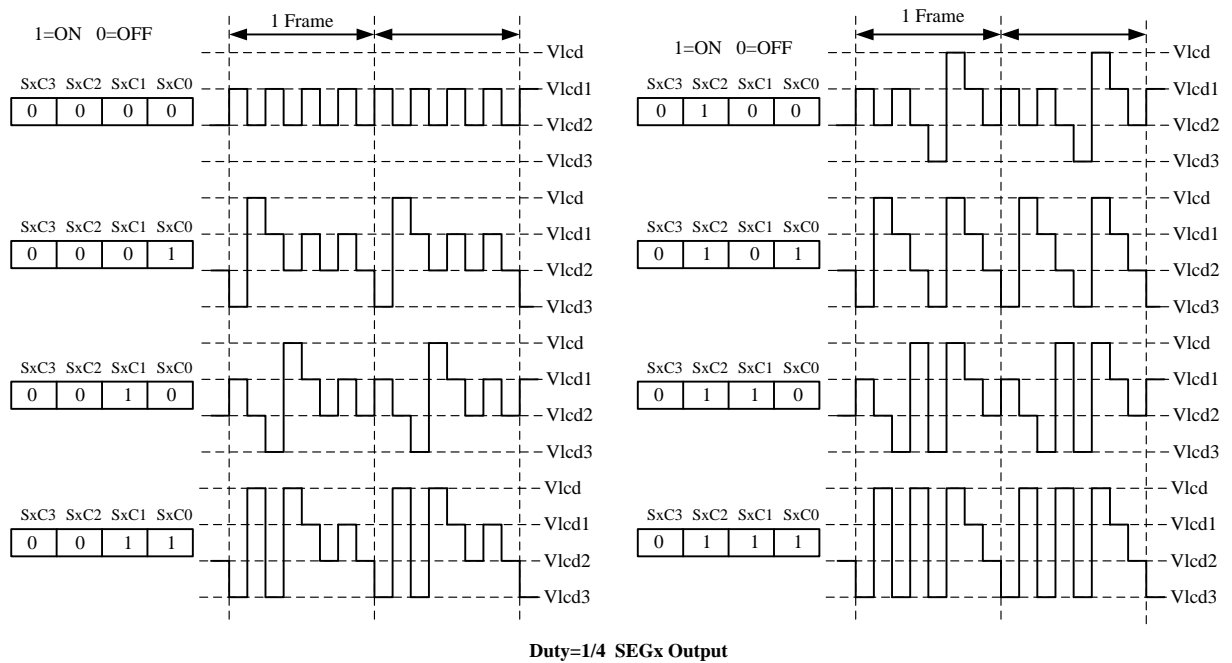 1=ON 0=OFF
1 Frame
Vlcd
SxC3 SxC2 SxC1 SxC0
Vlcd1
0 0 0 0
Vlcd2
Vlcd3
Vlcd
SxC3 SxC2 SxC1 SxC0
Vlcd1
0 0 0 1
Vlcd2
Vlcd3
Vlcd
SxC3 SxC2 SxC1 SxC0
Vlcd1
0 0 1 0
Vlcd2
Vlcd3
Vlcd
SxC3 SxC2 SxC1 SxC0
Vlcd1
0 0 1 1
Vlcd2
Vlcd3
1=ON 0=OFF
1 Frame
Vlcd
SxC3 SxC2 SxC1 SxC0
Vlcd1
0 1 0 0
Vlcd2
Vlcd3
Vlcd
SxC3 SxC2 SxC1 SxC0
Vlcd1
0 1 0 1
Vlcd2
Vlcd3
Vlcd
SxC3 SxC2 SxC1 SxC0
Vlcd1
0 1 1 0
Vlcd2
Vlcd3
Vlcd
SxC3 SxC2 SxC1 SxC0
Vlcd1
0 1 1 1
Vlcd2
Vlcd3
Duty=1/4 SEGx Output